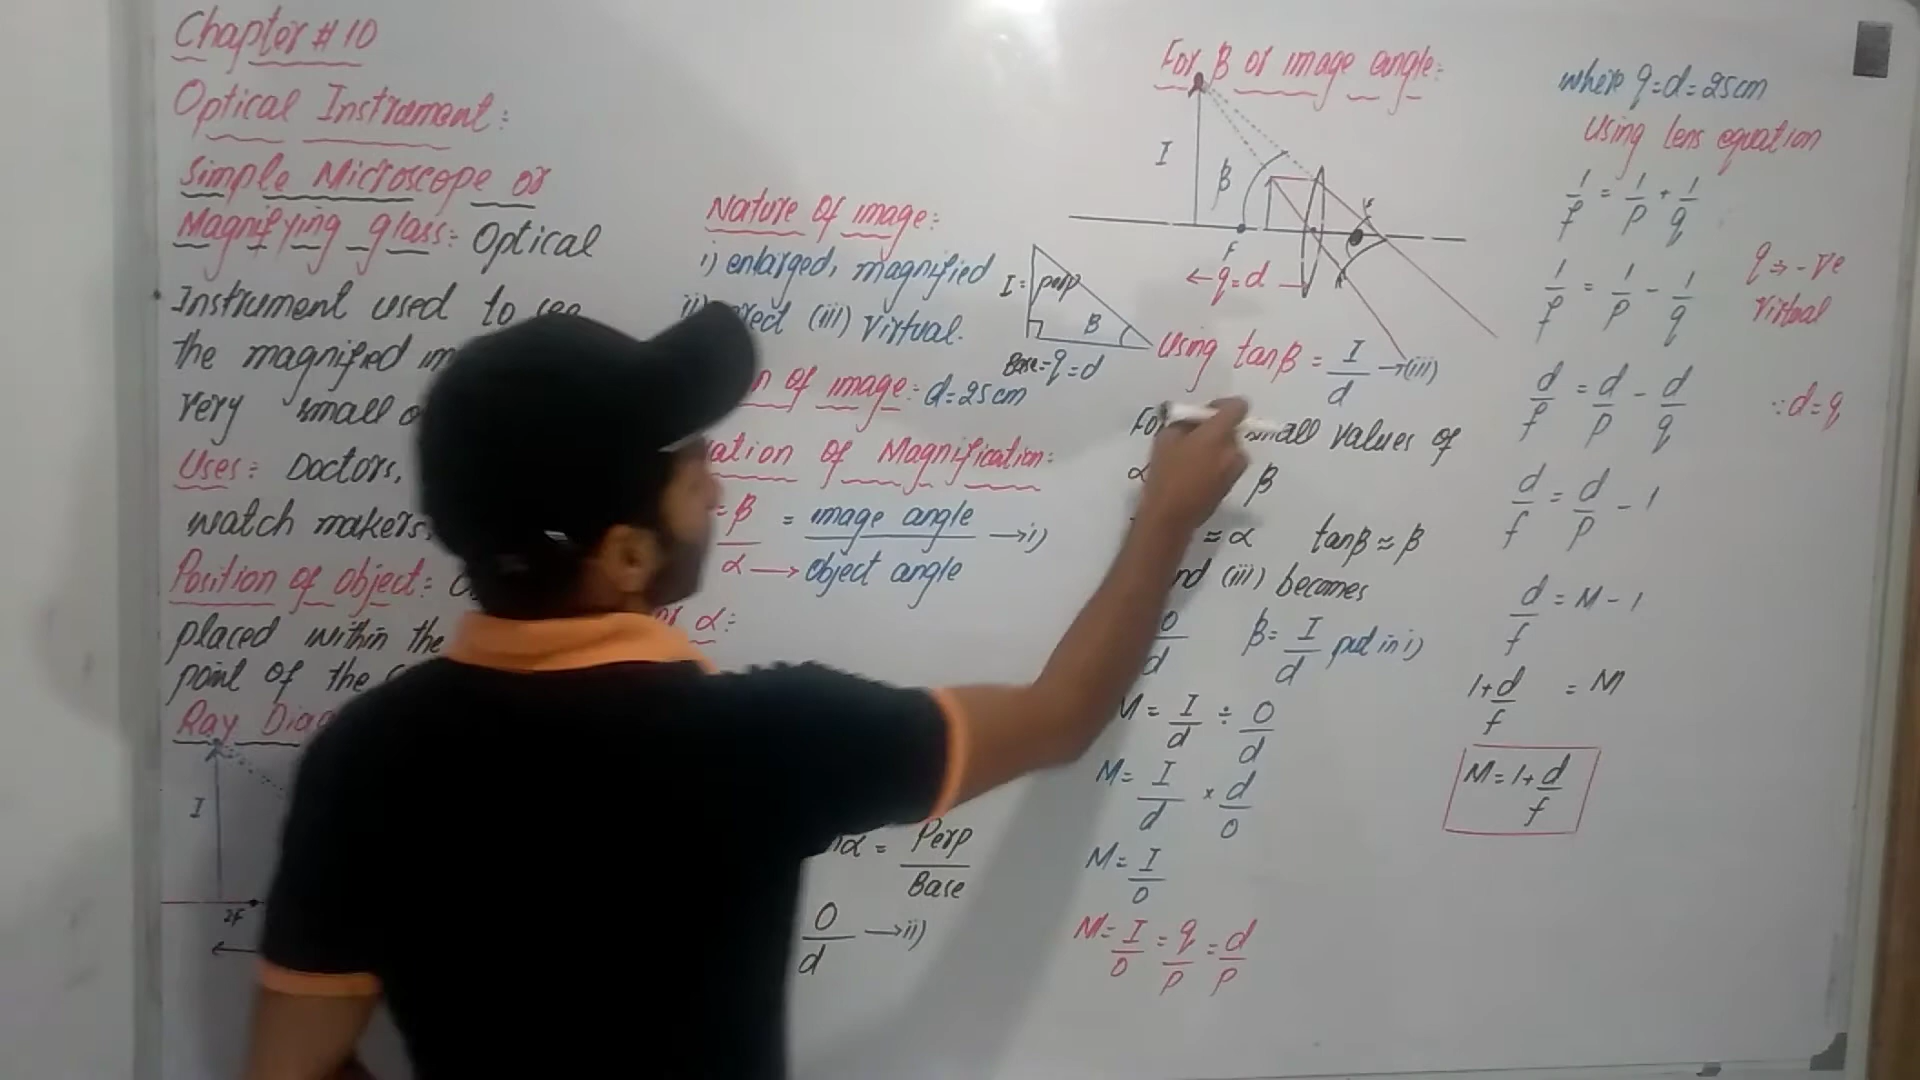 Chapter # 10
Optical Instrument:
Simple Microscope or
Magnifying glass: Optical
Instrument used to see
the magnified
very small
Uses: Doctors,
watch makers,
Position of object:
placed within the
point of the
Ray
I
2F
Nature of image:
i) enlarged, magnified
(iii) Virtual.
of image: d=25cm
of Magnification:
= β/α = image angle/object angle → i)
α:
α = Perp/Base
O/d → ii)
For β or image angle:
I
β
F
← q=d
I = perp
B
Base = q = d
Using tanβ = I/d → (iii)
small values of
α β
≈ α tanβ ≈ β
(iii) becomes
O/d β = I/d put in i)
M = I/d ÷ O/d
M = I/d × d/O
M = I/O
M = I/O = q/p = d/p
where q=d=25cm
Using Lens equation
1/f = 1/p + 1/q
1/f = 1/p - 1/q
q ⇒ -ve
Virtual
d/f = d/p - d/q ∵ d=q
d/f = d/p - 1
d/f = M - 1
1+d/f = M
M = 1+d/f